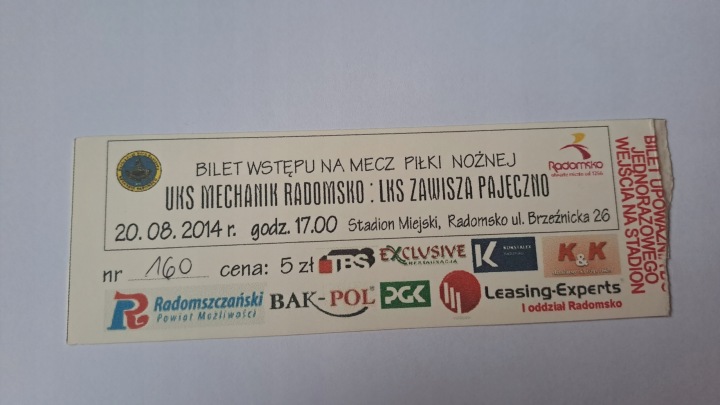 BILET WSTĘPU NA MECZ PIŁKI NOŻNEJ
UKS MECHANIK RADOMSKO : LKS ZAWISZA PAJĘCZNO
20.08.2014 r. godz. 17.00 Stadion Miejski, Radomsko ul. Brzeźnicka 26
Radomsko
nr 160 cena: 5 zł
TBS
EXCLUSIVE
K
K&K
Radomszczański
Powiat Możliwości
BAK-POL
PGK
Leasing-Experts
I oddział Radomsko
BILET UPOWAŻNIA DO
JEDNORAZOWEGO
WEJŚCIA NA STADION